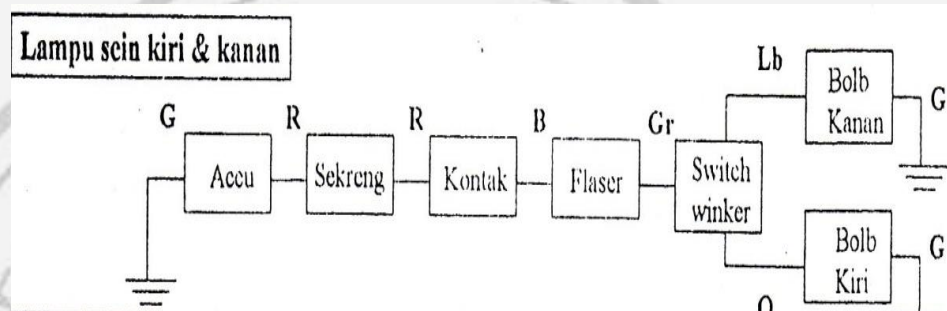 Lampu sein kiri & kanan
G
R
R
B
Gr
Lb
G
Accu
Sekreng
Kontak
Flaser
Switch
winker
Bolb
Kanan
Bolb
Kiri
G
O